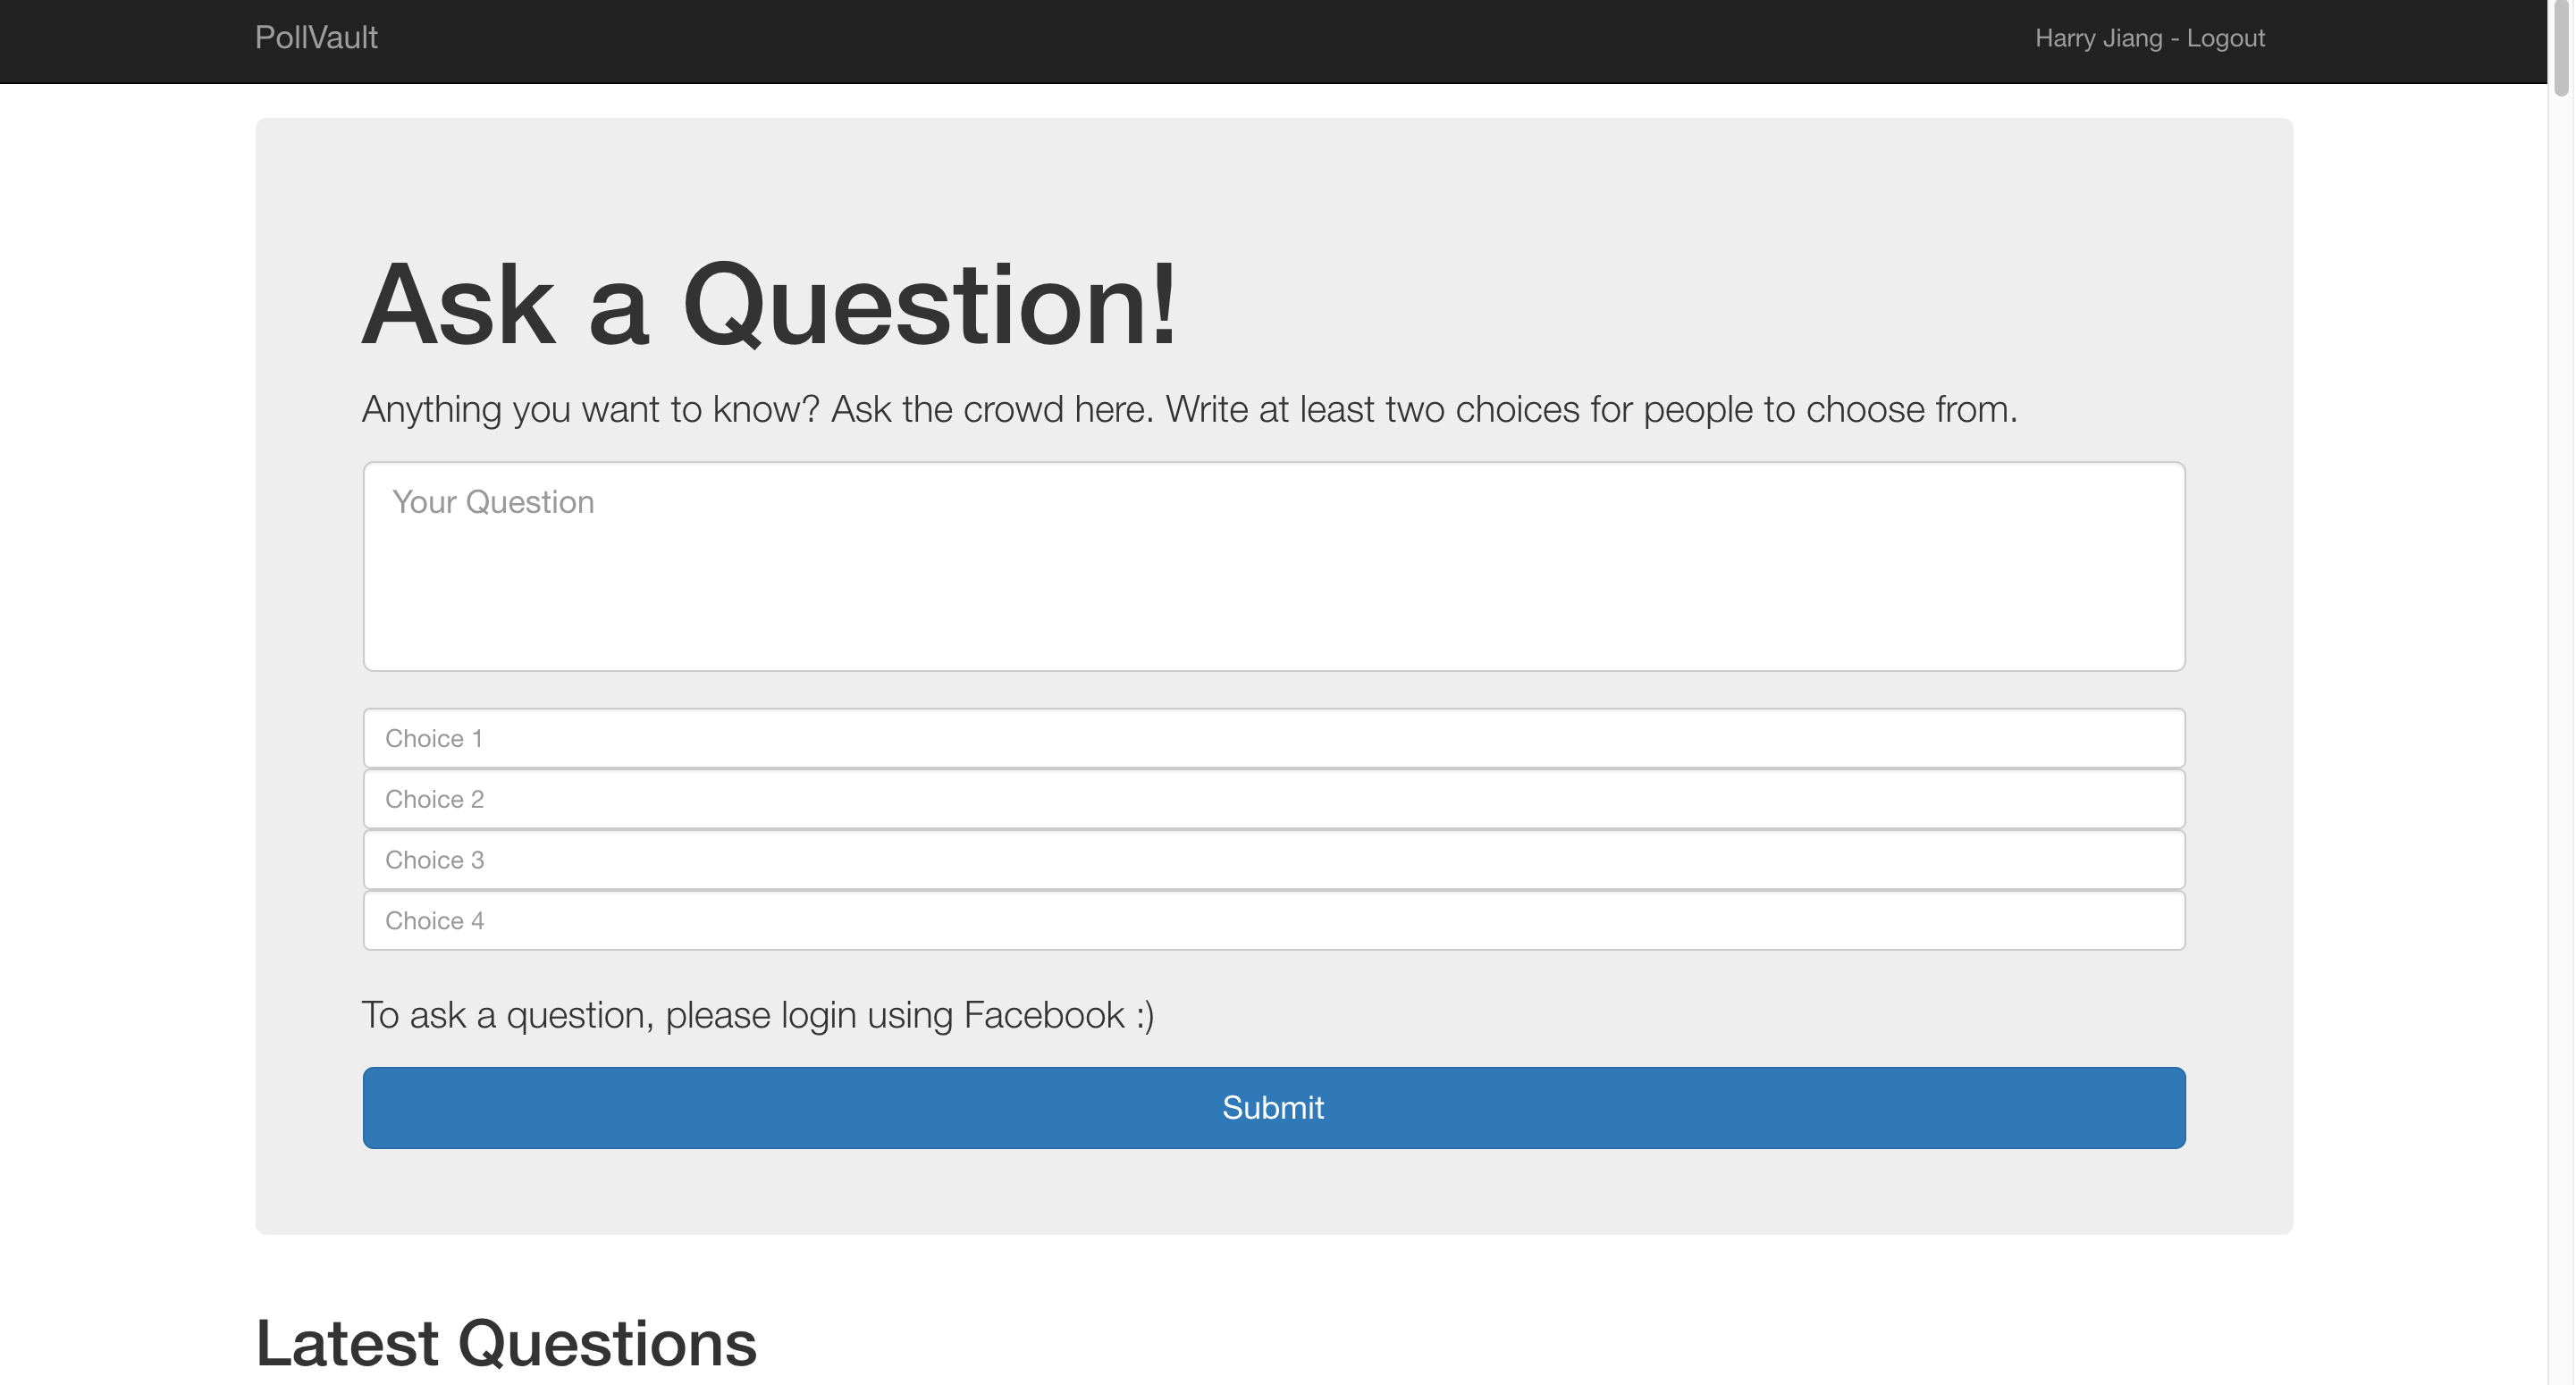 PollVault
Harry Jiang - Logout
Ask a Question!
Anything you want to know? Ask the crowd here. Write at least two choices for people to choose from.
Your Question
Choice 1
Choice 2
Choice 3
Choice 4
To ask a question, please login using Facebook :)
Submit
Latest Questions